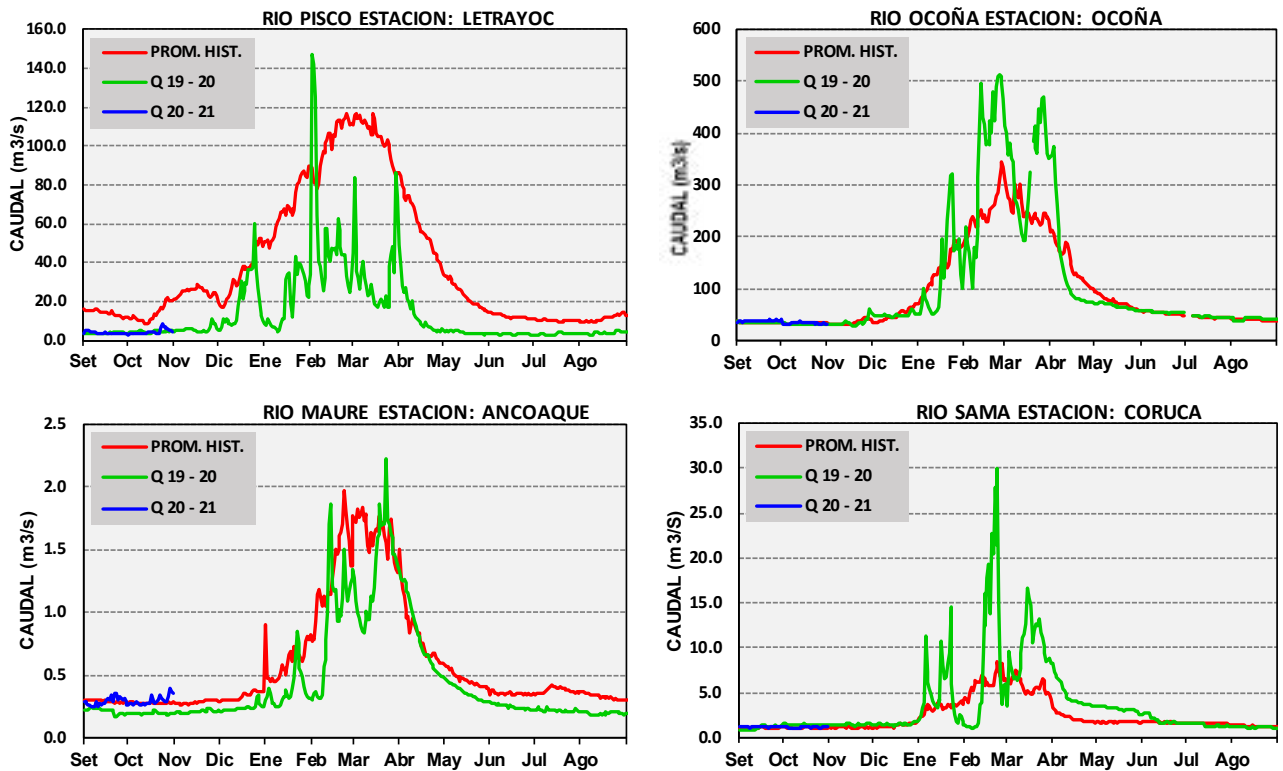 RIO PISCO ESTACION: LETRAYOC
160.0
140.0
120.0
100.0
80.0
60.0
40.0
20.0
0.0
CAUDAL (m3/s)
PROM. HIST.
Q 19 - 20
Q 20 - 21
Set Oct Nov Dic Ene Feb Mar Abr May Jun Jul Ago
RIO OCOÑA ESTACION: OCOÑA
600
500
400
300
200
100
0
CAUDAL (m3/s)
PROM. HIST.
Q 19 - 20
Q 20 - 21
Set Oct Nov Dic Ene Feb Mar Abr May Jun Jul Ago
RIO MAURE ESTACION: ANCOAQUE
2.5
2.0
1.5
1.0
0.5
0.0
CAUDAL (m3/s)
PROM. HIST.
Q 19 - 20
Q 20 - 21
Set Oct Nov Dic Ene Feb Mar Abr May Jun Jul Ago
RIO SAMA ESTACION: CORUCA
35.0
30.0
25.0
20.0
15.0
10.0
5.0
0.0
CAUDAL (m3/S)
PROM. HIST.
Q 19 - 20
Q 20 - 21
Set Oct Nov Dic Ene Feb Mar Abr May Jun Jul Ago